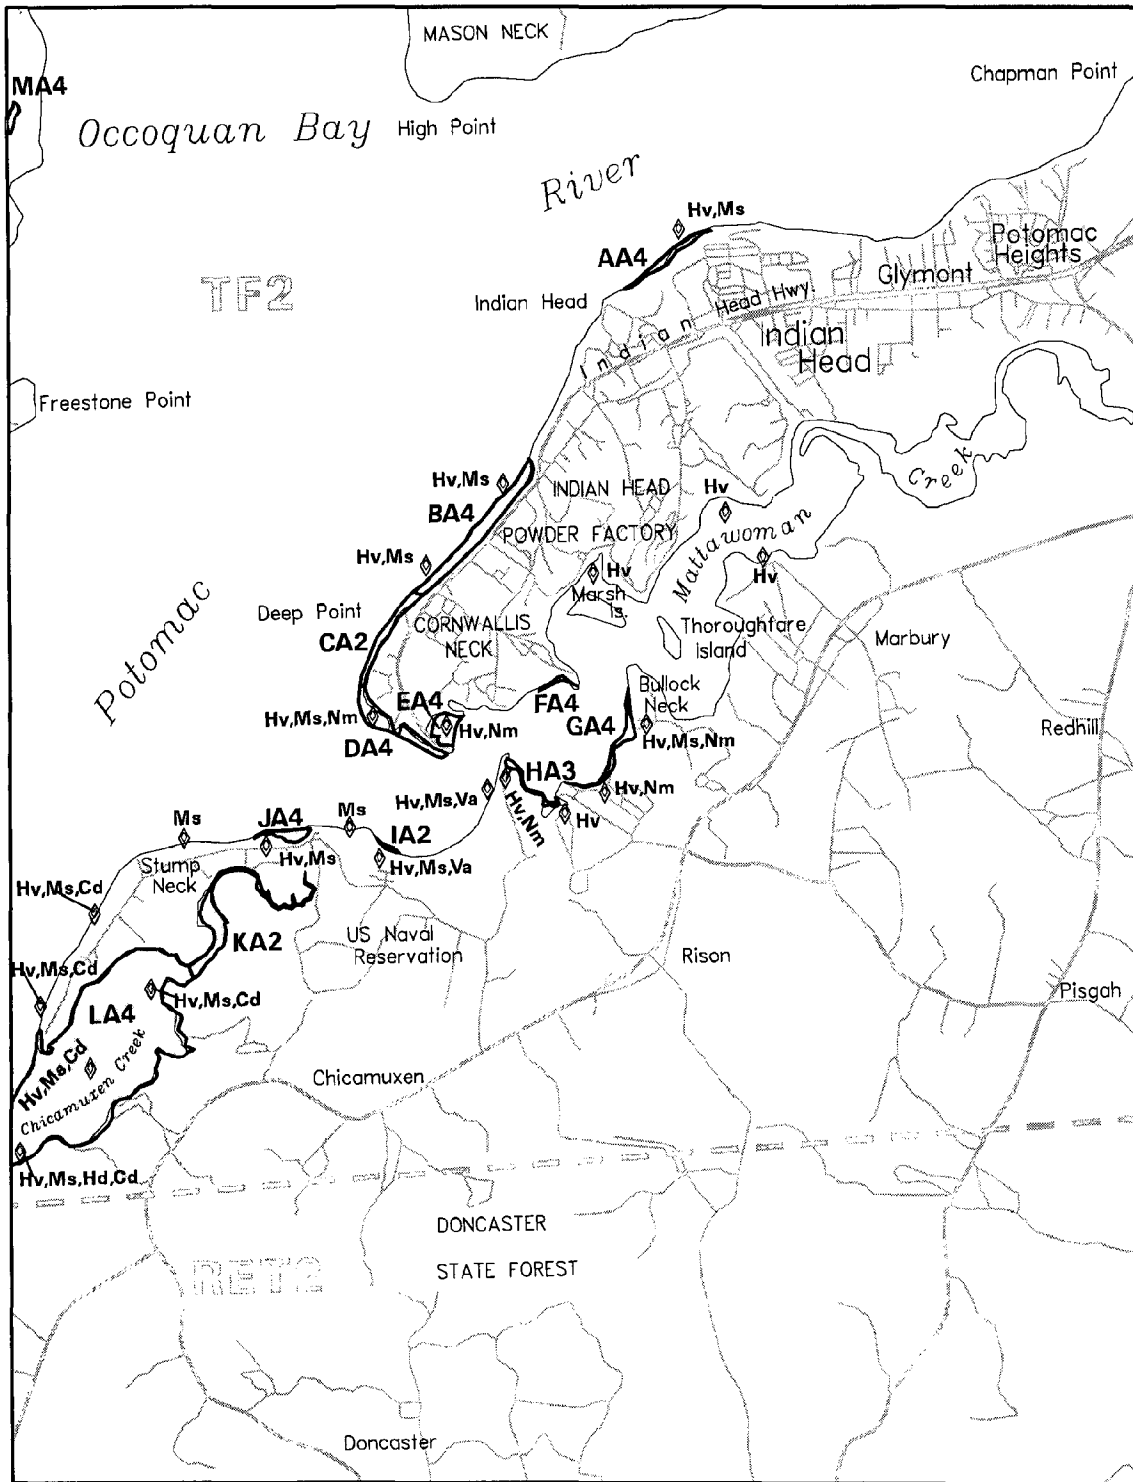 MASON NECK
Chapman Point
MA4
Occoquan Bay
High Point
River
Hv,Ms
AA4
Potomac
Heights
Glymont
TF2
Indian Head
Indian Head Hwy.
Indian
Head
Freestone Point
Creek
Hv,Ms
INDIAN HEAD
Hv
BA4
POWDER FACTORY
Mattawoman
Hv,Ms
Hv
Hv
Marsh
Is.
Deep Point
CORNWALLIS
NECK
Thoroughfare
island
Marbury
CA2
Potomac
Bullock
Neck
EA4
FA4
GA4
Hv,Ms,Nm
Hv,Nm
Hv,Ms,Nm
Redhill
DA4
HA3
Hv,Ms,Va
Hv,Nm
Hv,Nm
Hv
Ms
JA4
Ms
IA2
Hv,Ms
Hv,Ms,Va
Stump
Neck
Hv,Ms,Cd
KA2
US Naval
Reservation
Rison
Hv,Ms,Cd
Hv,Ms,Cd
Pisgah
LA4
Hv,Ms,Cd
Chicamuxen Creek
Chicamuxen
Hv,Ms,Hd,Cd
DONCASTER
STATE FOREST
RET2
Doncaster